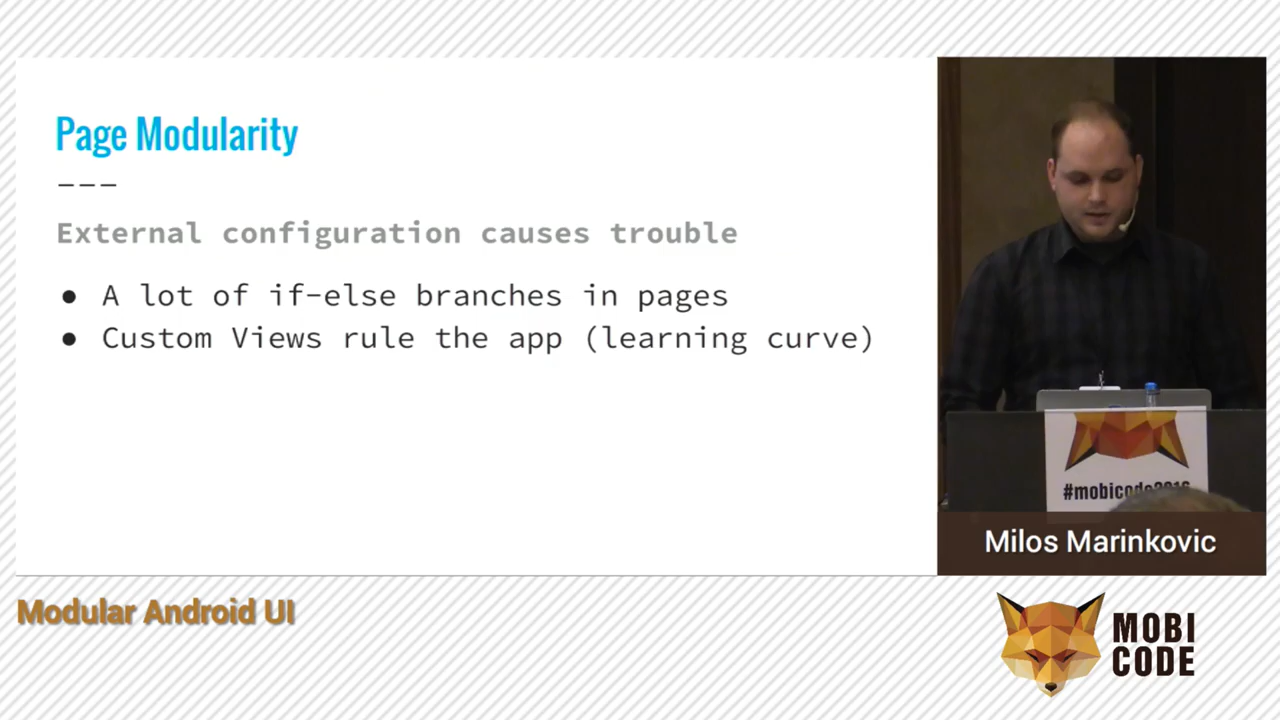 Page Modularity
---
External configuration causes trouble
● A lot of if-else branches in pages
● Custom Views rule the app (learning curve)
#mobicode2016
Milos Marinkovic
Modular Android UI
MOBI
CODE